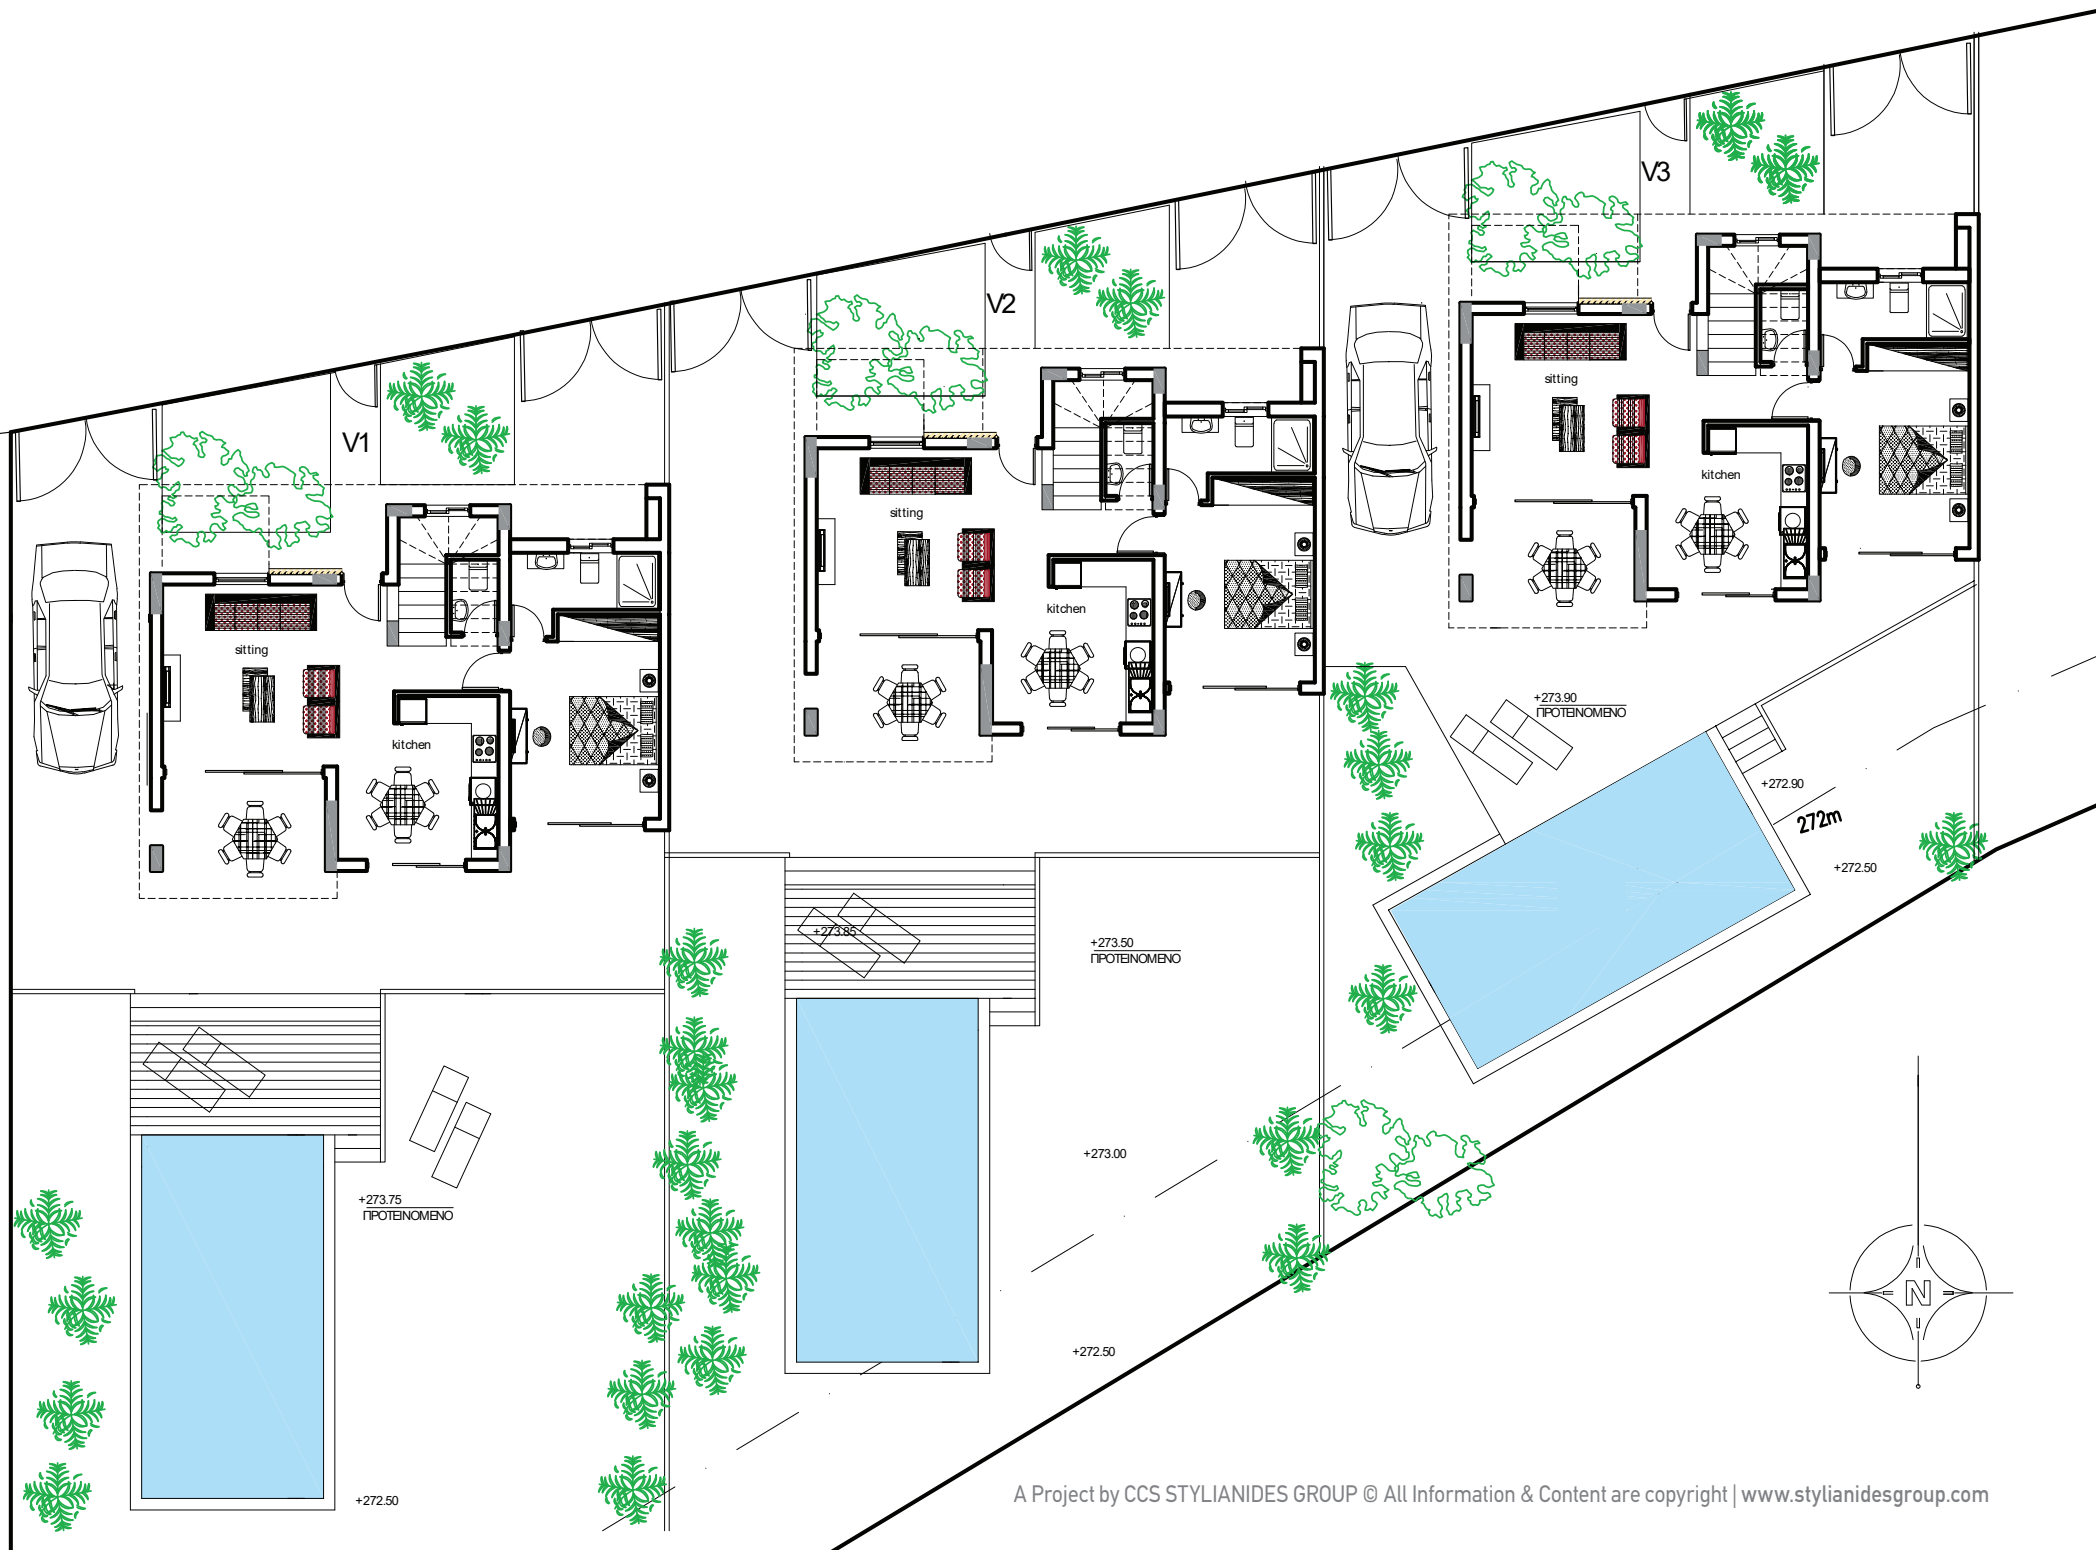 V3
V2
V1
sitting
kitchen
sitting
kitchen
sitting
kitchen
+273.90
ΠΡΟΤΕΙΝΟΜΕΝΟ
+272.90
272m
+272.50
+273.85
+273.50
ΠΡΟΤΕΙΝΟΜΕΝΟ
+273.00
+273.75
ΠΡΟΤΕΙΝΟΜΕΝΟ
N
+272.50
+272.50
A Project by CCS STYLIANIDES GROUP © All Information & Content are copyright | www.stylianidesgroup.com